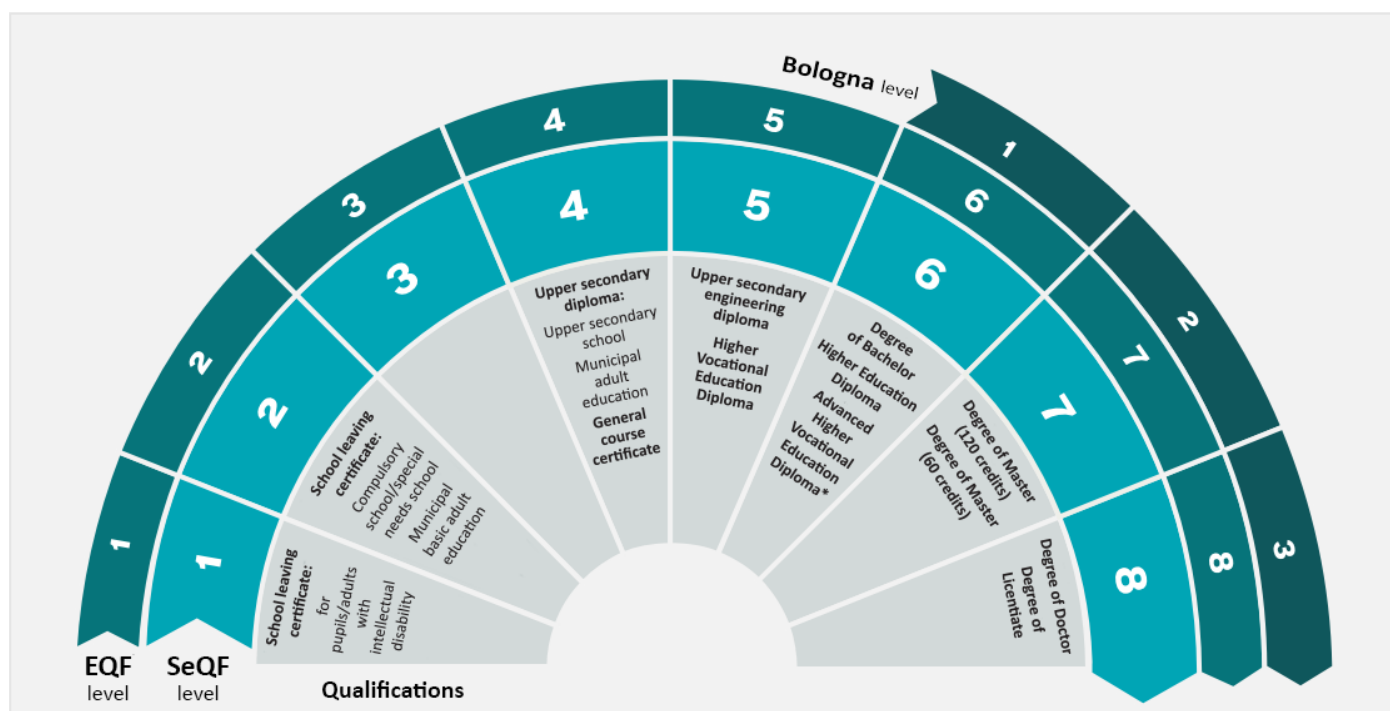 Bologna level
1
2
3
1
2
3
4
5
6
7
8
1
2
3
4
5
6
7
8
School leaving
certificate:
for
pupils/adults
with
intellectual
disability
School leaving
certificate:
Compulsory
school/special
needs school
Municipal
basic adult
education
Upper secondary
diploma:
Upper secondary
school
Municipal
adult
education
General
course
certificate
Upper secondary
engineering
diploma
Higher
Vocational
Education
Diploma
Degree
of Bachelor
Higher Education
Diploma
Advanced
Higher
Vocational
Education
Diploma*
Degree of Master
(120 credits)
Degree of Master
(60 credits)
Degree of Doctor
Degree of
Licentiate
EQF
level
SeQF
level
Qualifications